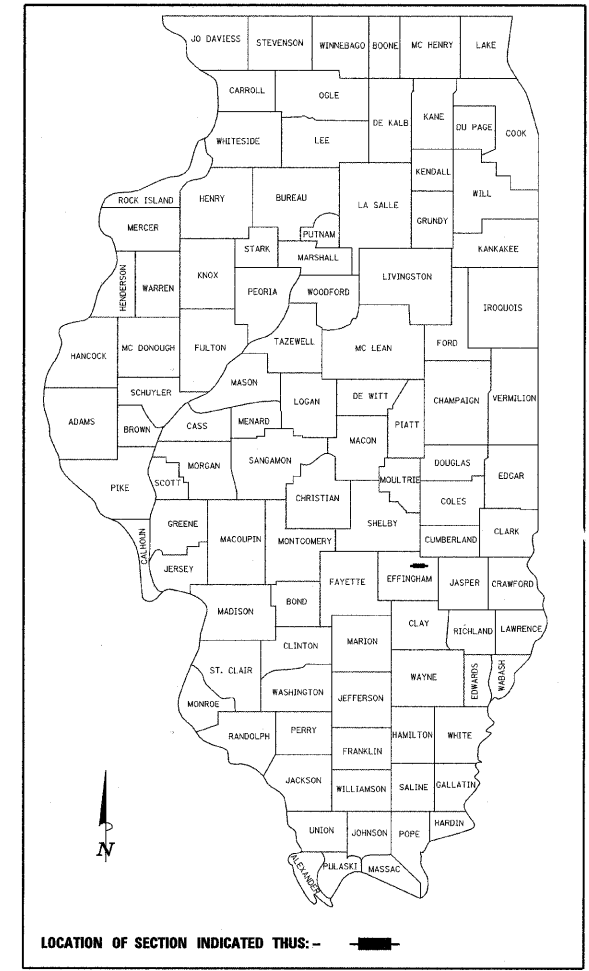 JO DAVIESS STEVENSON WINNEBAGO BOONE MC HENRY LAKE
CARROLL OGLE
DE KALB KANE DU PAGE COOK
WHITESIDE LEE
KENDALL
ROCK ISLAND HENRY BUREAU LA SALLE WILL
GRUNDY
MERCER PUTNAM
STARK MARSHALL KANKAKEE
HENDERSON WARREN KNOX PEORIA WOODFORD LIVINGSTON
IROQUOIS
HANCOCK MC DONOUGH FULTON TAZEWELL MC LEAN FORD
MASON
SCHUYLER LOGAN DE WITT CHAMPAIGN VERMILION
ADAMS BROWN CASS MENARD MACON PIATT
SANGAMON DOUGLAS
PIKE SCOTT MORGAN MOULTRIE EDGAR
CHRISTIAN COLES
GREENE SHELBY
CALHOUN MACOUPIN MONTGOMERY CUMBERLAND CLARK
JERSEY FAYETTE EFFINGHAM JASPER CRAWFORD
MADISON BOND
CLAY RICHLAND LAWRENCE
CLINTON MARION
ST. CLAIR WAYNE EDWARDS WABASH
WASHINGTON JEFFERSON
MONROE
RANDOLPH PERRY HAMILTON WHITE
FRANKLIN
JACKSON WILLIAMSON SALINE GALLATIN
HARDIN
UNION JOHNSON POPE
N
ALEXANDER PULASKI MASSAC
LOCATION OF SECTION INDICATED THUS:-